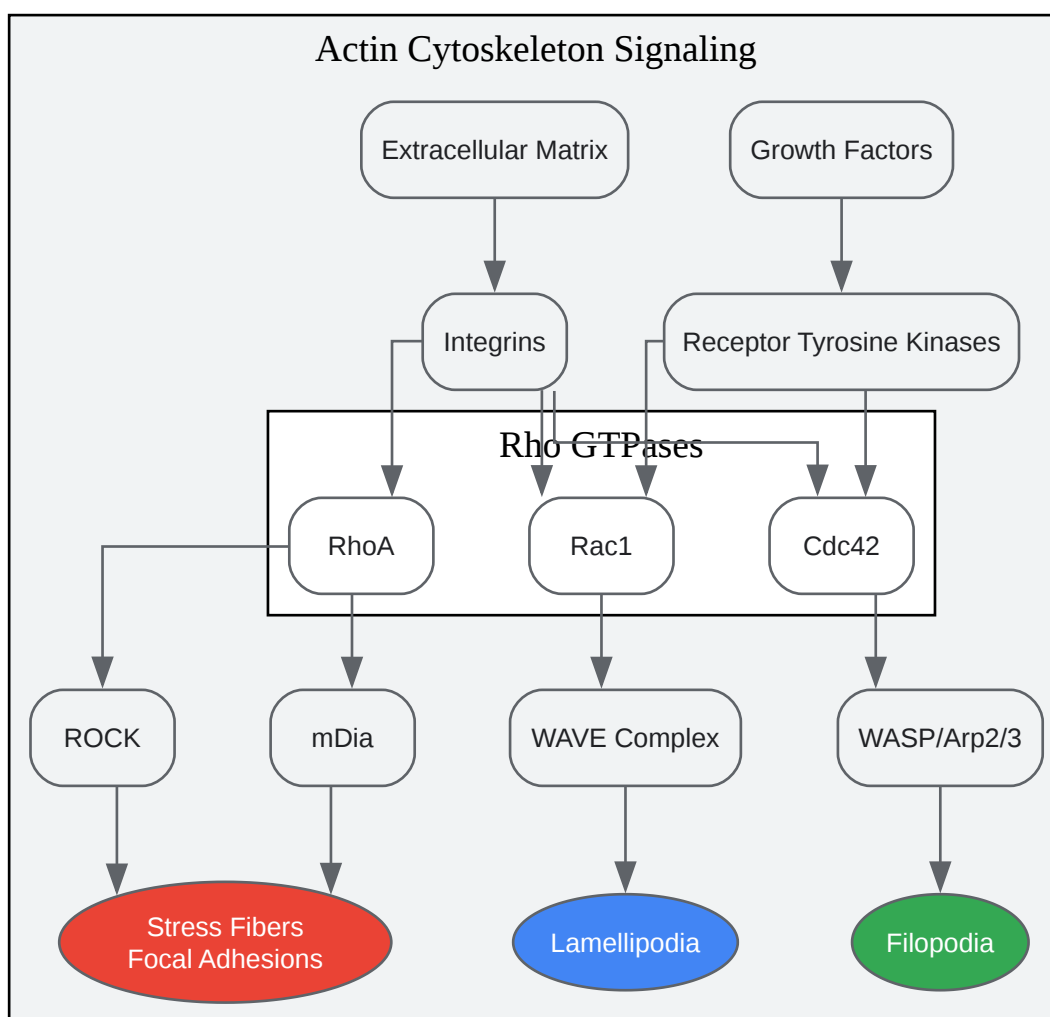 Actin Cytoskeleton Signaling
Extracellular Matrix
Growth Factors
Integrins
Receptor Tyrosine Kinases
Rho GTPases
RhoA
Rac1
Cdc42
ROCK
mDia
WAVE Complex
WASP/Arp2/3
Stress Fibers
Focal Adhesions
Lamellipodia
Filopodia